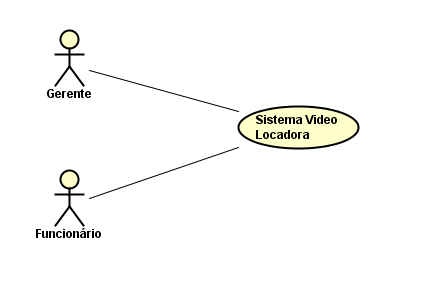 Gerente
Sistema Video
Locadora
Funcionário